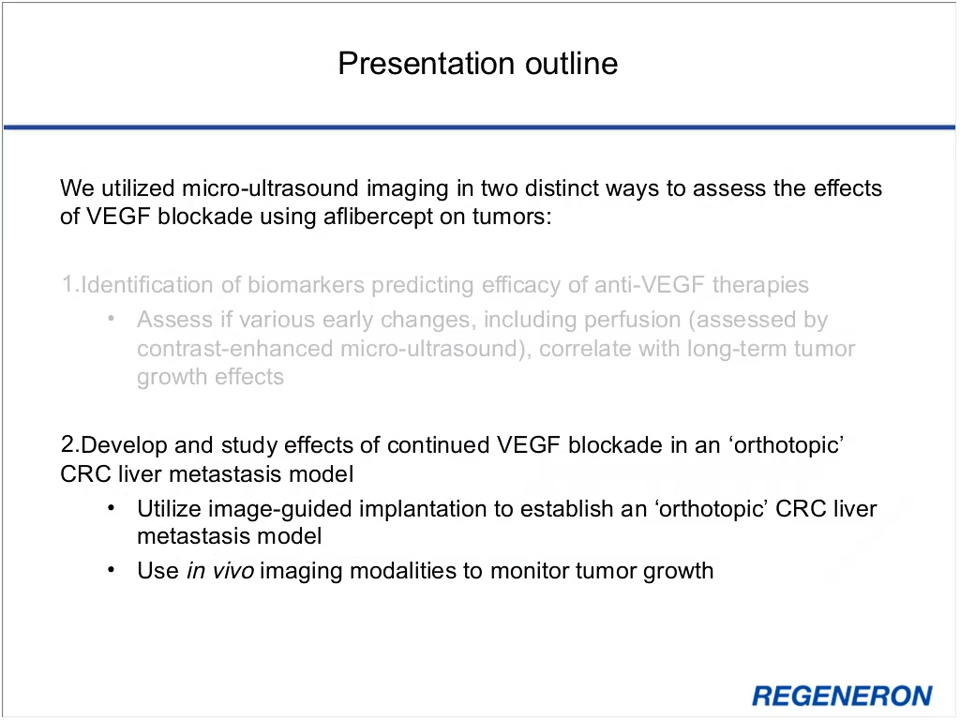 Presentation outline
We utilized micro-ultrasound imaging in two distinct ways to assess the effects
of VEGF blockade using aflibercept on tumors:
1.Identification of biomarkers predicting efficacy of anti-VEGF therapies
• Assess if various early changes, including perfusion (assessed by
contrast-enhanced micro-ultrasound), correlate with long-term tumor
growth effects
2.Develop and study effects of continued VEGF blockade in an ‘orthotopic’
CRC liver metastasis model
• Utilize image-guided implantation to establish an ‘orthotopic’ CRC liver
metastasis model
• Use in vivo imaging modalities to monitor tumor growth
REGENERON